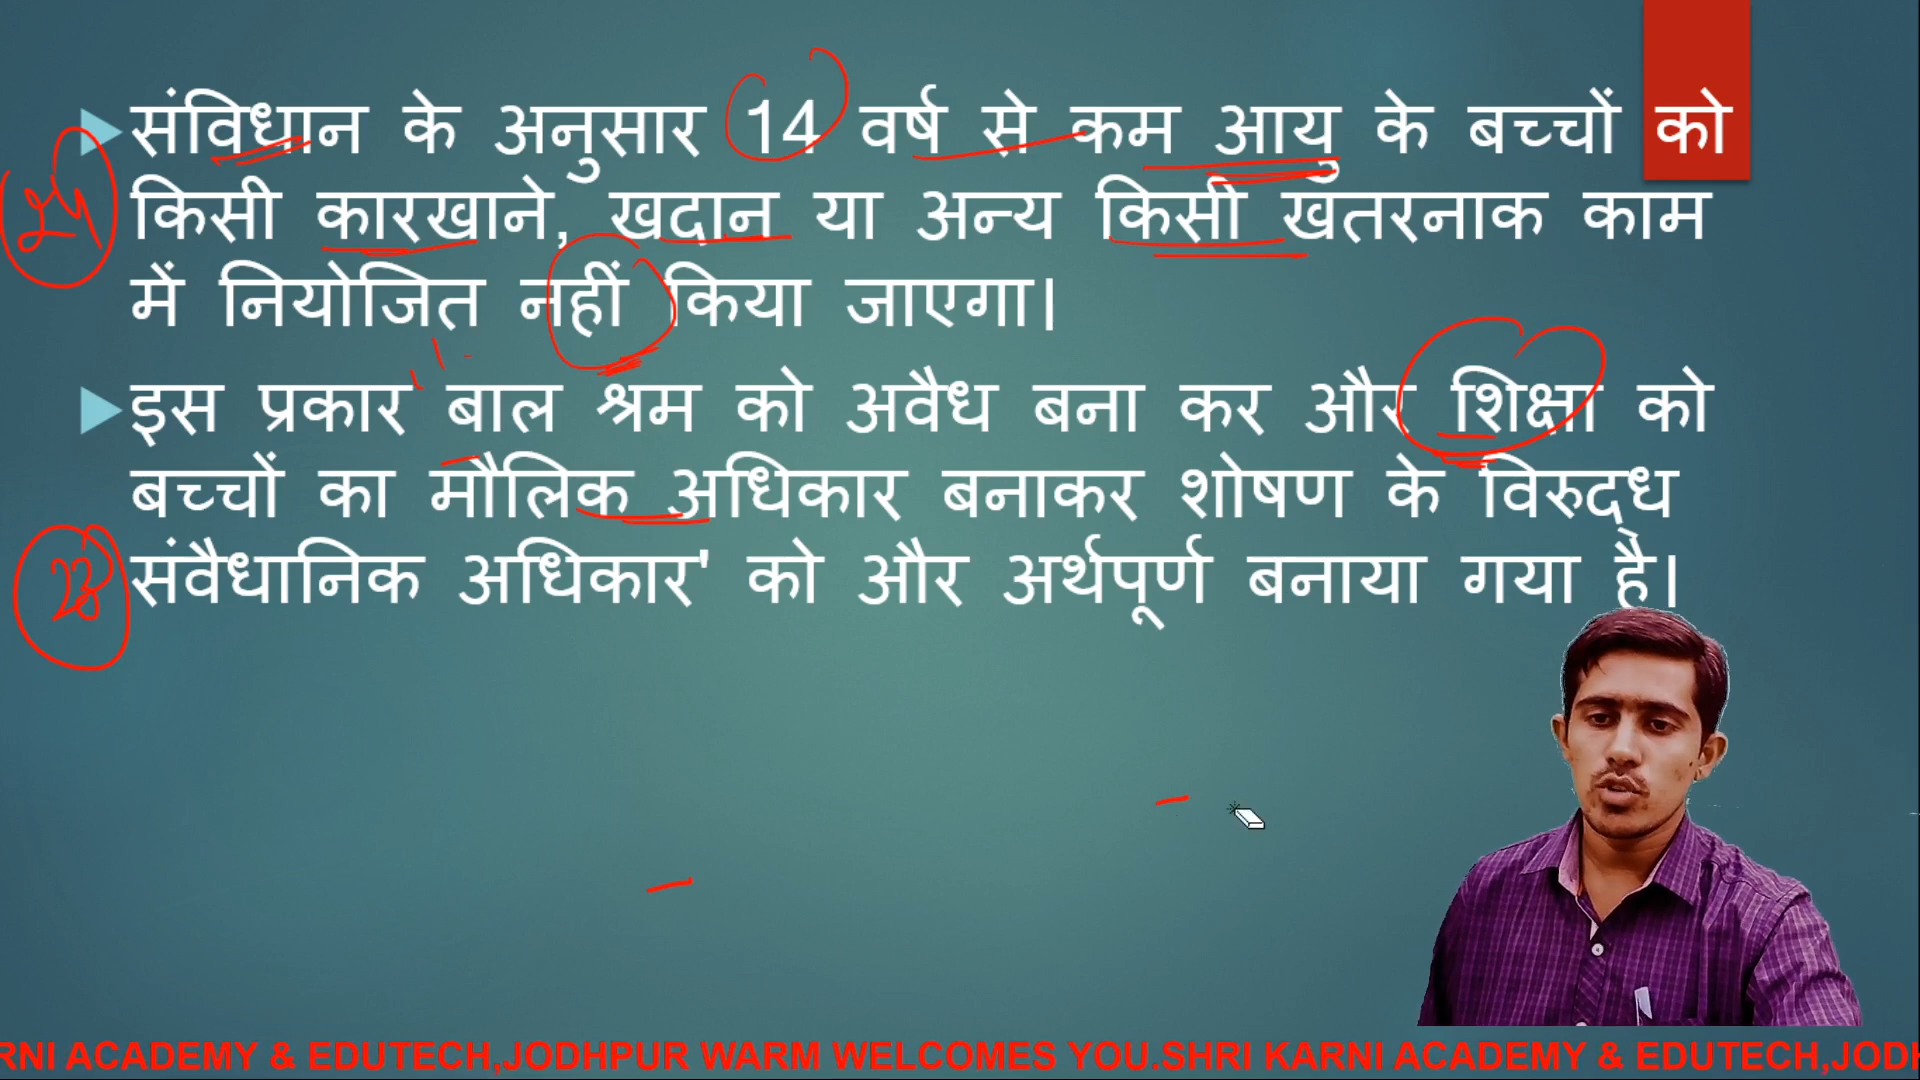 संविधान के अनुसार 14 वर्ष से कम आयु के बच्चों को
किसी कारखाने, खदान या अन्य किसी खतरनाक काम
में नियोजित नहीं किया जाएगा।
इस प्रकार बाल श्रम को अवैध बना कर और शिक्षा को
बच्चों का मौलिक अधिकार बनाकर शोषण के विरुद्ध
संवैधानिक अधिकार' को और अर्थपूर्ण बनाया गया है।
RNI ACADEMY & EDUTECH,JODHPUR WARM WELCOMES YOU.SHRI KARNI ACADEMY & EDUTECH,JODH